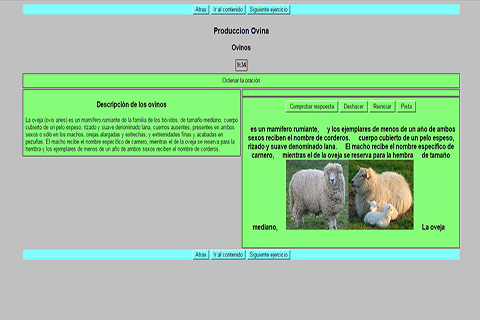 Atras Ir al contenido Siguiente ejercicio
Produccion Ovina
Ovinos
9:34
Ordenar la oración
Descripción de los ovinos
La oveja (ovis aries) es un mamífero rumiante de la familia de los bóvidos, de tamaño mediano, cuerpo
cubierto de un pelo espeso, rizado y suave denominado lana, cuernos ausentes, presentes en ambos
sexos o sólo en los machos, orejas alargadas y estrechas, y extremidades finas y acabadas en
pezuñas. El macho recibe el nombre específico de carnero, mientras el de la oveja se reserva para la
hembra y los ejemplares de menos de un año de ambos sexos reciben el nombre de corderos.
Comprobar respuesta Deshacer Reiniciar Pista
es un mamífero rumiante, y los ejemplares de menos de un año de ambos
sexos reciben el nombre de corderos. cuerpo cubierto de un pelo espeso,
rizado y suave denominado lana. El macho recibe el nombre específico de
carnero, mientras el de la oveja se reserva para la hembra de tamaño
mediano, La oveja
Atras Ir al contenido Siguiente ejercicio